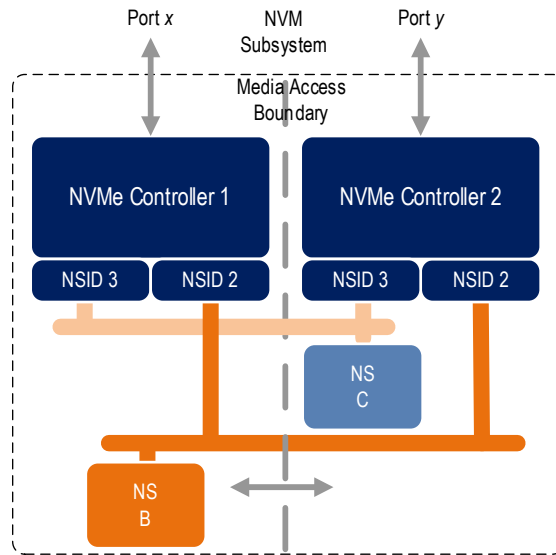 Port x
NVM
Subsystem
Port y
Media Access
Boundary
NVMe Controller 1
NVMe Controller 2
NSID 3
NSID 2
NSID 3
NSID 2
NS
C
NS
B